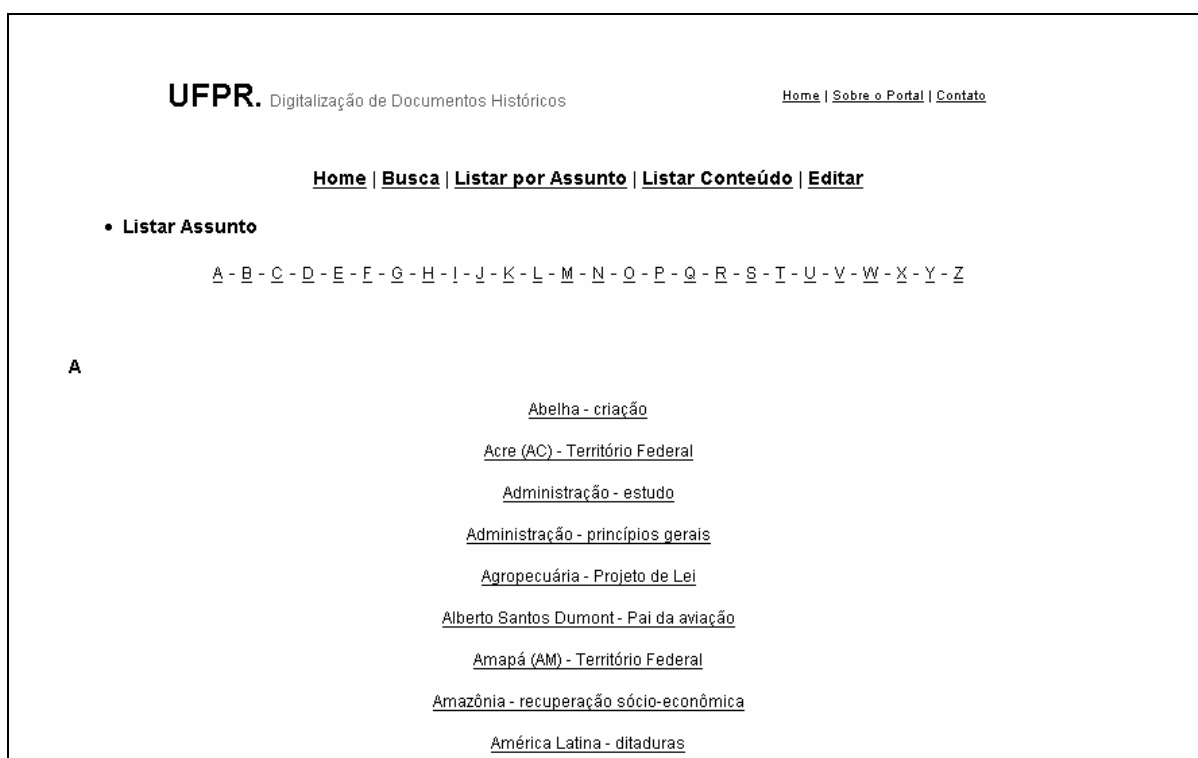 UFPR. Digitalização de Documentos Históricos Home | Sobre o Portal | Contato
Home | Busca | Listar por Assunto | Listar Conteúdo | Editar
• Listar Assunto
A - B - C - D - E - F - G - H - I - J - K - L - M - N - O - P - Q - R - S - T - U - V - W - X - Y - Z
A
Abelha - criação
Acre (AC) - Território Federal
Administração - estudo
Administração - princípios gerais
Agropecuária - Projeto de Lei
Alberto Santos Dumont - Pai da aviação
Amapá (AM) - Território Federal
Amazônia - recuperação sócio-econômica
América Latina - ditaduras